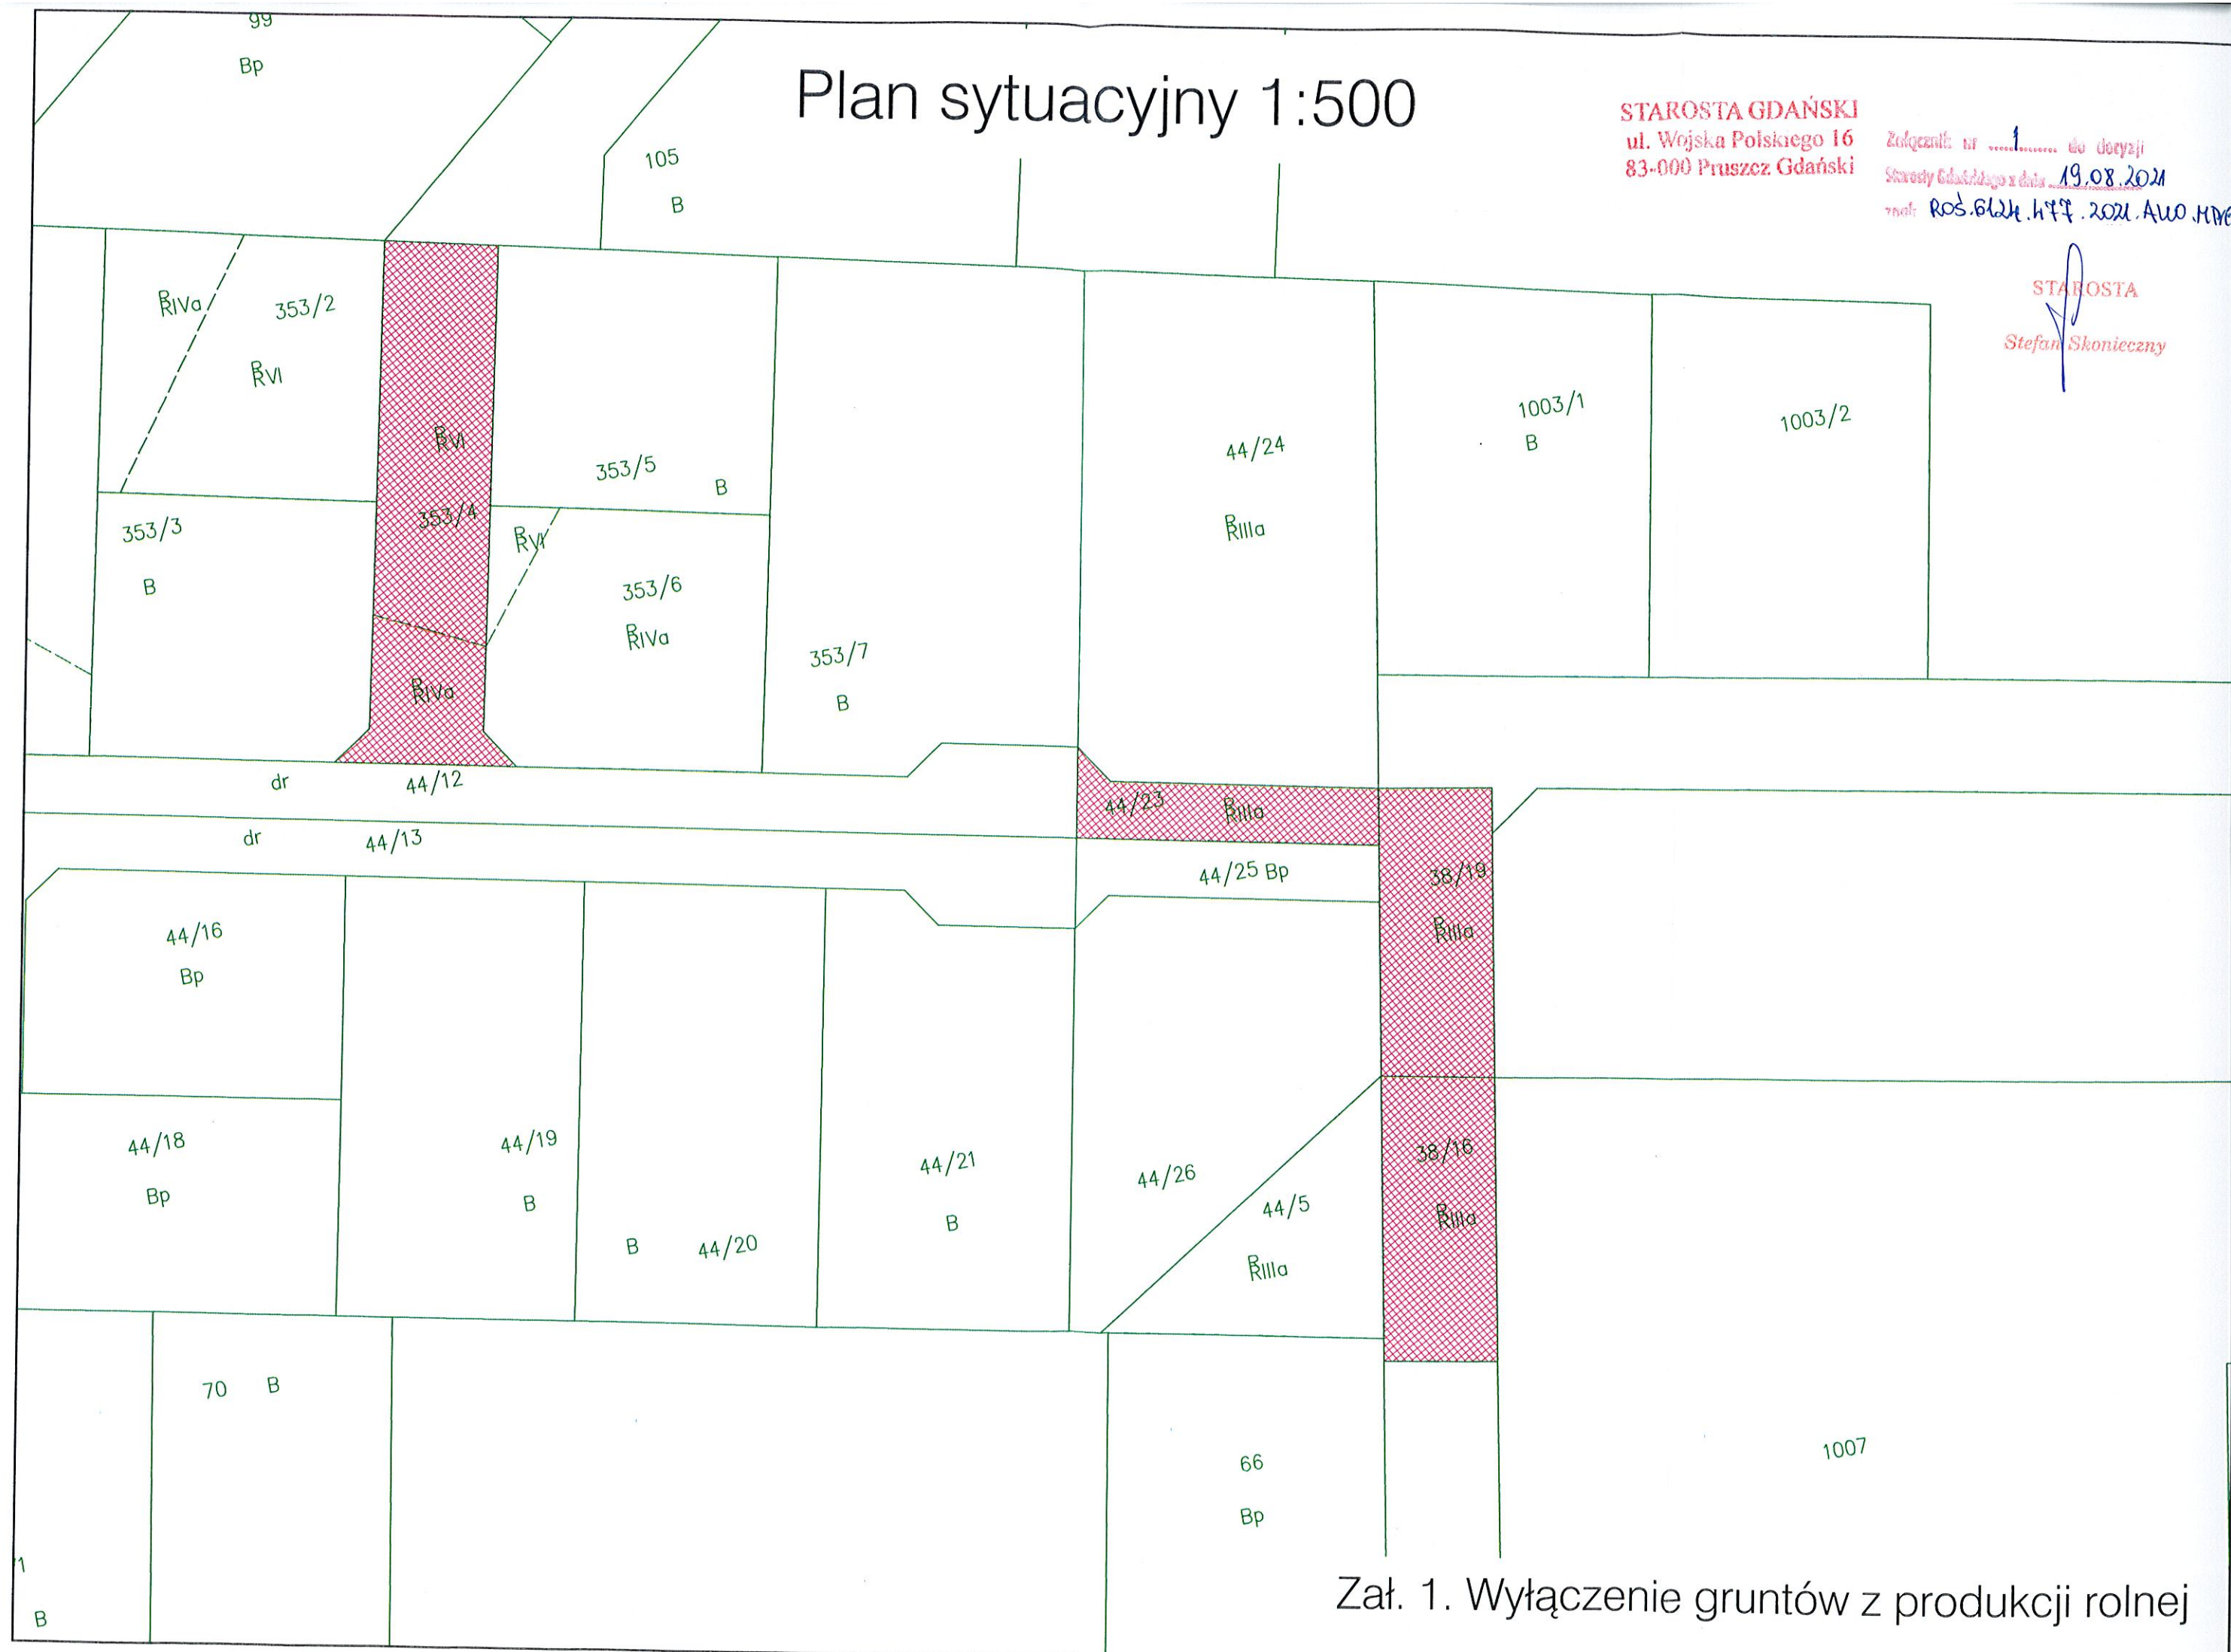 99
Bp
Plan sytuacyjny 1:500
STAROSTA GDAŃSKI
ul. Wojska Polskiego 16
83-000 Pruszcz Gdański
Załącznik nr 1 do decyzji
Starosty Gdańskiego z dnia 19.08.2021
znak: ROŚ.6124.477.2021.AWO
STAROSTA
Stefan Skonieczny
105
B
RIVa
353/2
RVI
RVI
353/4
RIVa
353/5
B
353/3
B
RVI
353/6
RIVa
353/7
B
44/24
RIIIa
1003/1
B
1003/2
dr
44/12
dr
44/13
44/23
RIIIa
44/25 Bp
38/19
RIIIa
44/16
Bp
44/18
Bp
44/19
B
B
44/20
44/21
B
44/26
44/5
RIIIa
38/16
RIIIa
70
B
66
Bp
1007
1
B
Zał. 1. Wyłączenie gruntów z produkcji rolnej